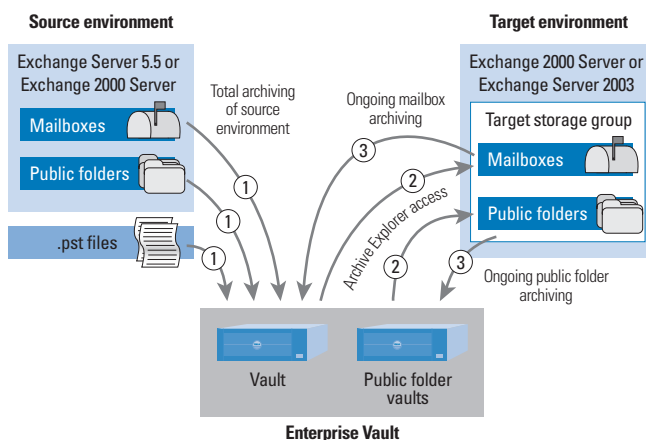 Source environment
Exchange Server 5.5 or
Exchange 2000 Server
Mailboxes
Public folders
.pst files
Total archiving
of source
environment
1
1
1
Target environment
Exchange 2000 Server or
Exchange Server 2003
Target storage group
Mailboxes
Public folders
Ongoing mailbox
archiving
3
2
Archive Explorer access
2
3
Ongoing public folder
archiving
Vault
Public folder
vaults
Enterprise Vault